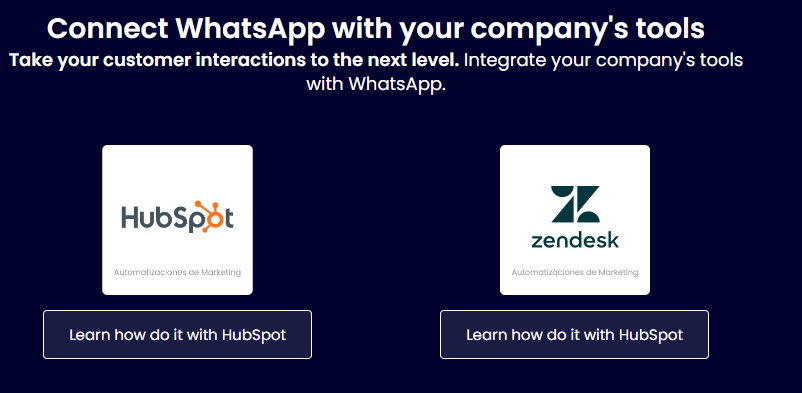 Connect WhatsApp with your company's tools
Take your customer interactions to the next level. Integrate your company's tools
with WhatsApp.
HubSpot
zendesk
Automatizaciones de Marketing
Automatizaciones de Marketing
Learn how do it with HubSpot
Learn how do it with HubSpot